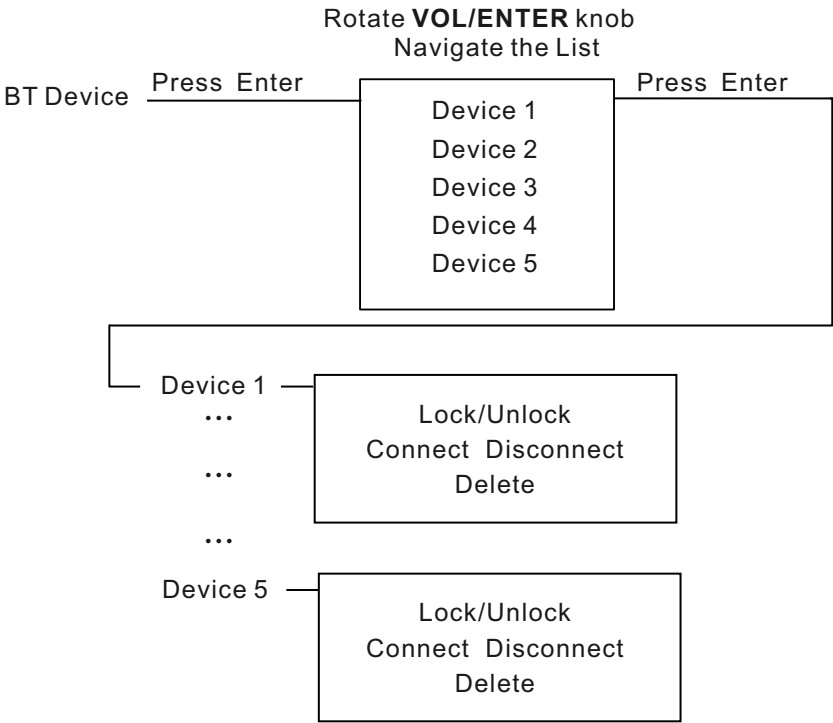 Rotate VOL/ENTER knob
Navigate the List
BT Device
Press Enter
Device 1
Device 2
Device 3
Device 4
Device 5
Press Enter
Device 1
...
...
...
Lock/Unlock
Connect Disconnect
Delete
Device 5
Lock/Unlock
Connect Disconnect
Delete